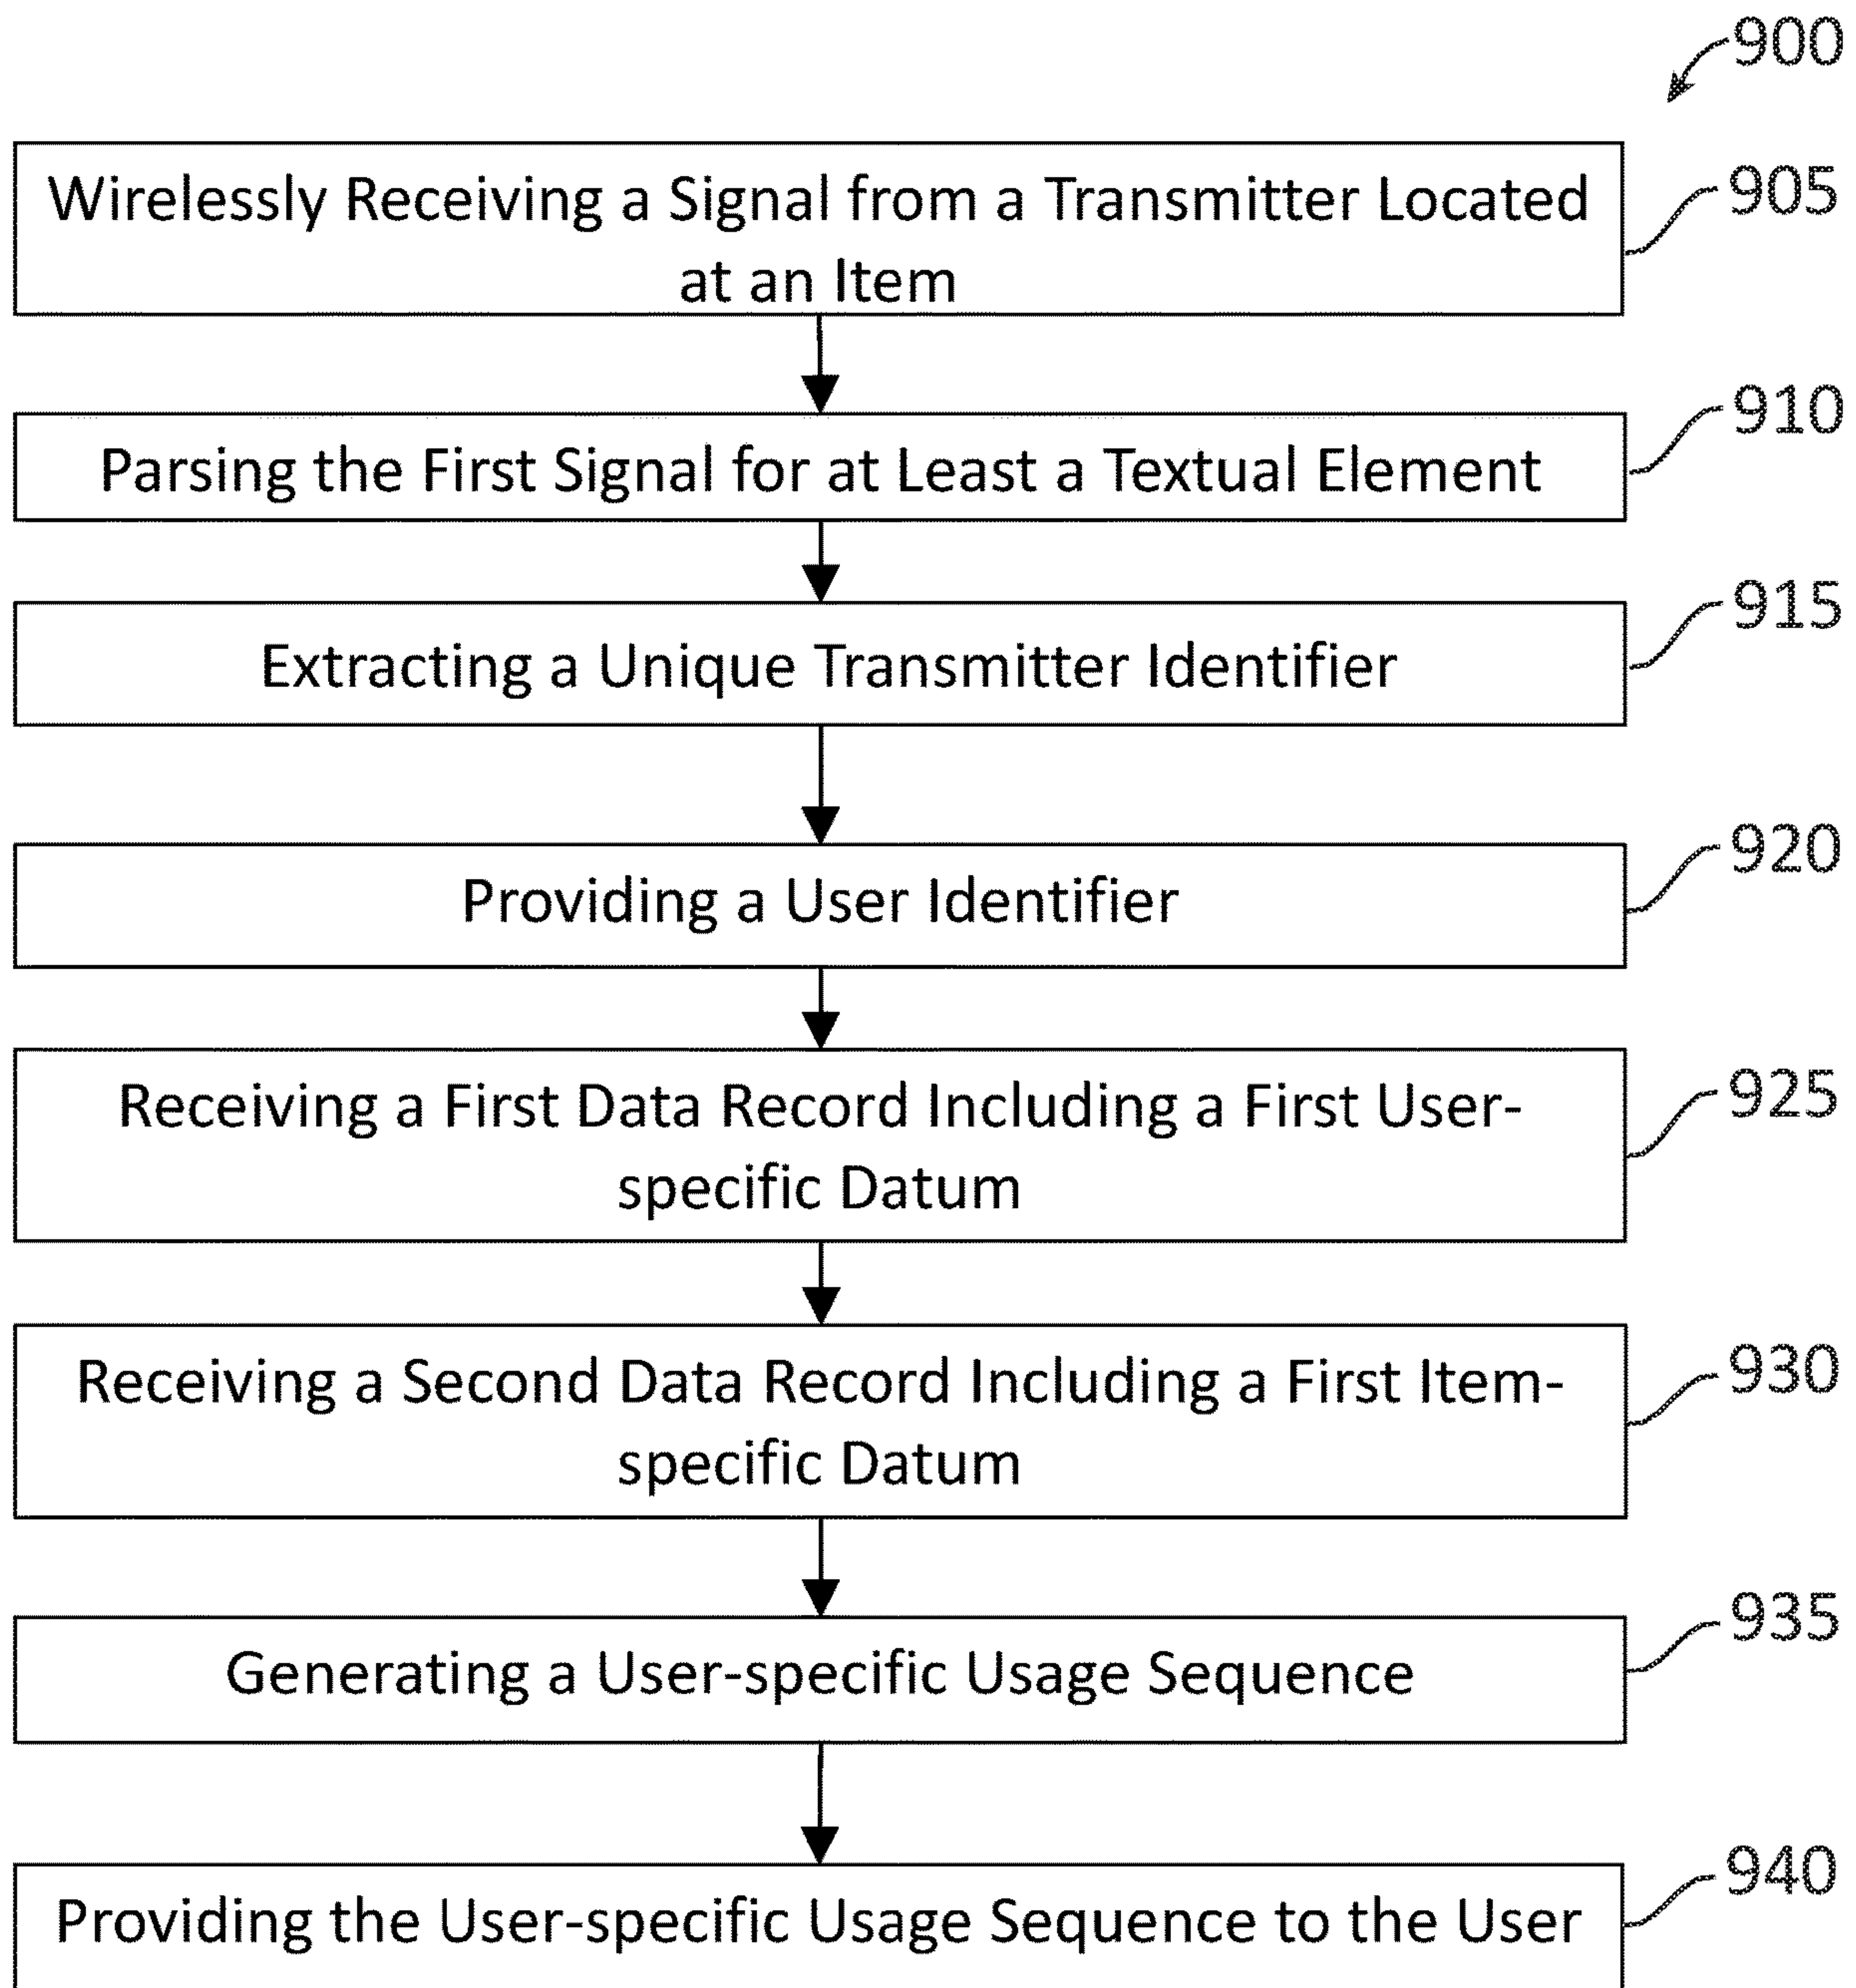 900
Wirelessly Receiving a Signal from a Transmitter Located
at an Item
905
Parsing the First Signal for at Least a Textual Element
910
Extracting a Unique Transmitter Identifier
915
Providing a User Identifier
920
Receiving a First Data Record Including a First User-
specific Datum
925
Receiving a Second Data Record Including a First Item-
specific Datum
930
Generating a User-specific Usage Sequence
935
Providing the User-specific Usage Sequence to the User
940